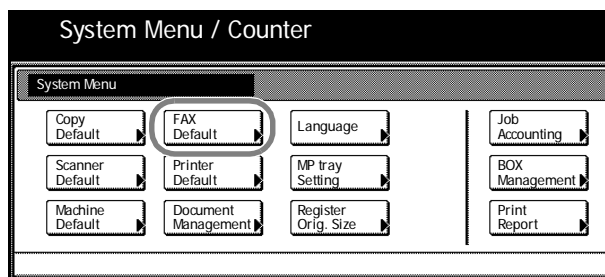 System Menu / Counter
System Menu
Copy
Default
FAX
Default
Language
Job
Accounting
Scanner
Default
Printer
Default
MP tray
Setting
BOX
Management
Machine
Default
Document
Management
Register
Orig. Size
Print
Report